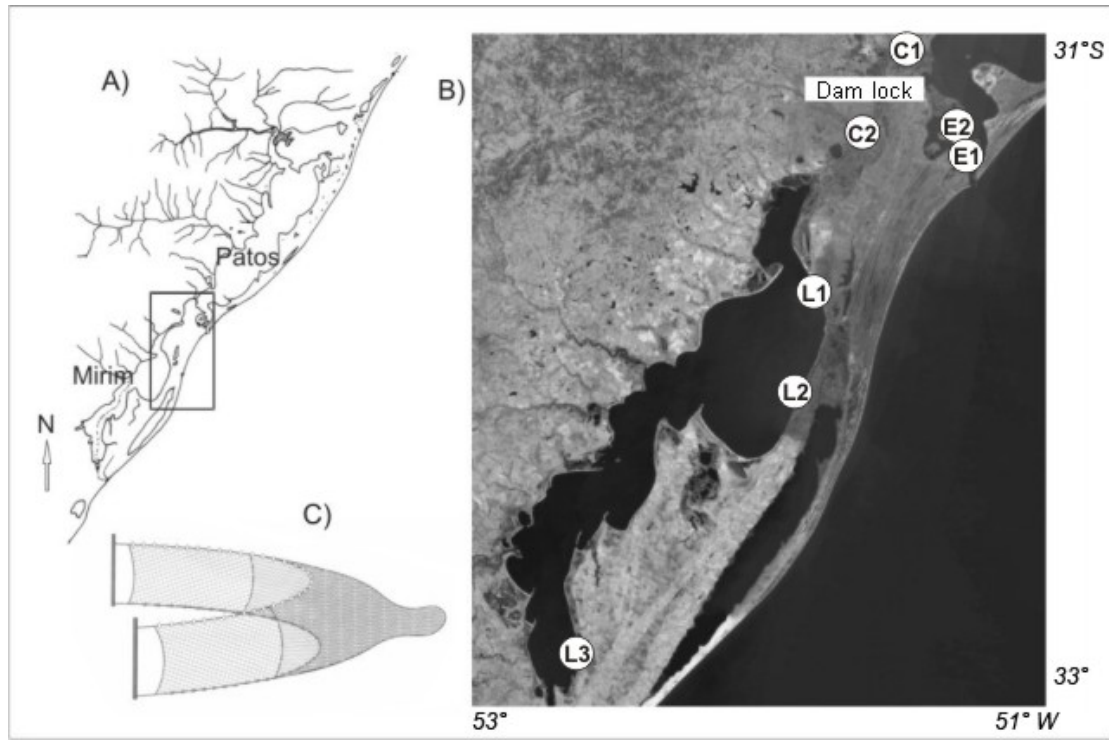 A)
Patos
Mirim
N
C)
B)
C1
Dam lock
C2
E2
E1
L1
L2
L3
31°S
33°
53°
51° W